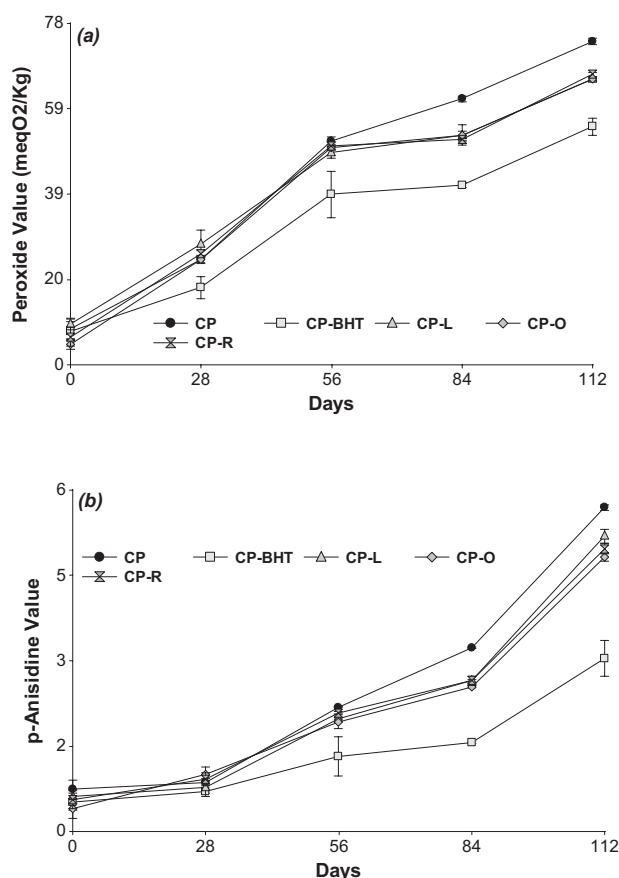 (a)
78
59
39
20
0
Peroxide Value (meqO2/Kg)
CP CP-BHT CP-L CP-O
CP-R
0 28 56 84 112
Days
(b)
6
5
3
2
0
p-Anisidine Value
CP CP-BHT CP-L CP-O
CP-R
0 28 56 84 112
Days